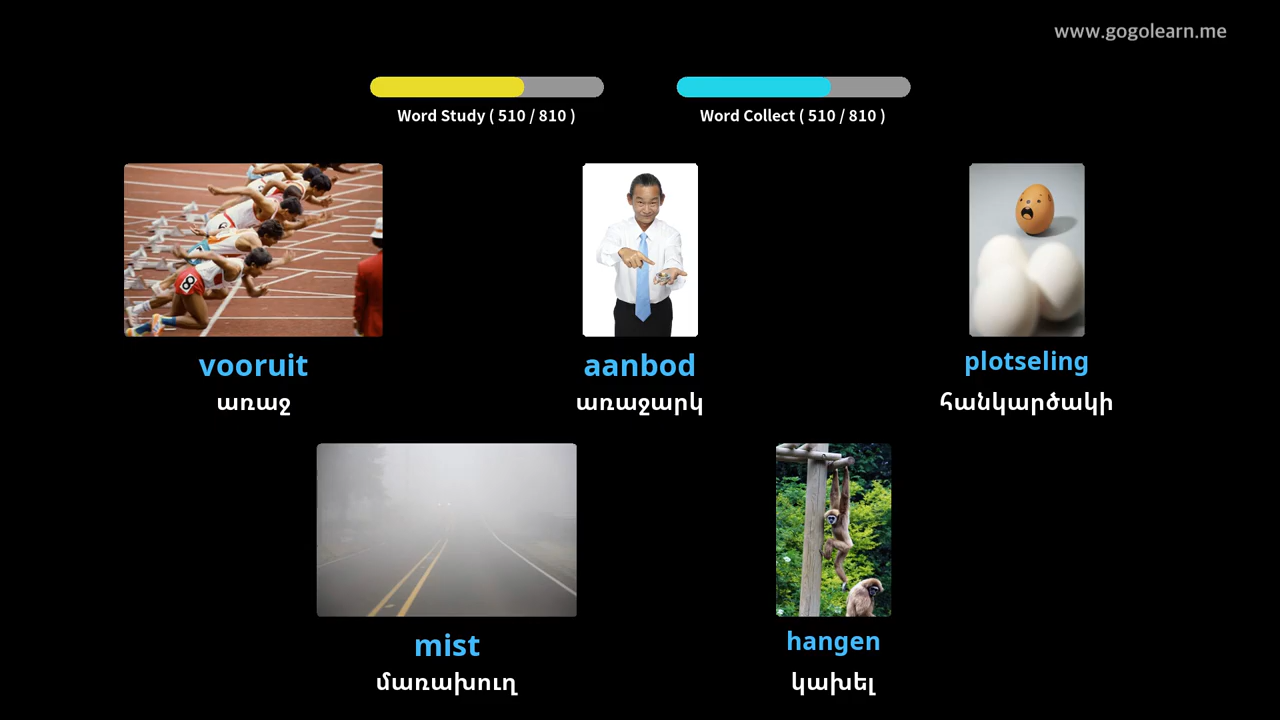 www.gogolearn.me
Word Study ( 510 / 810 )
Word Collect ( 510 / 810 )
8
vooruit
առաջ
aanbod
առաջարկ
plotseling
հանկարծակի
mist
մառախուղ
hangen
կախել